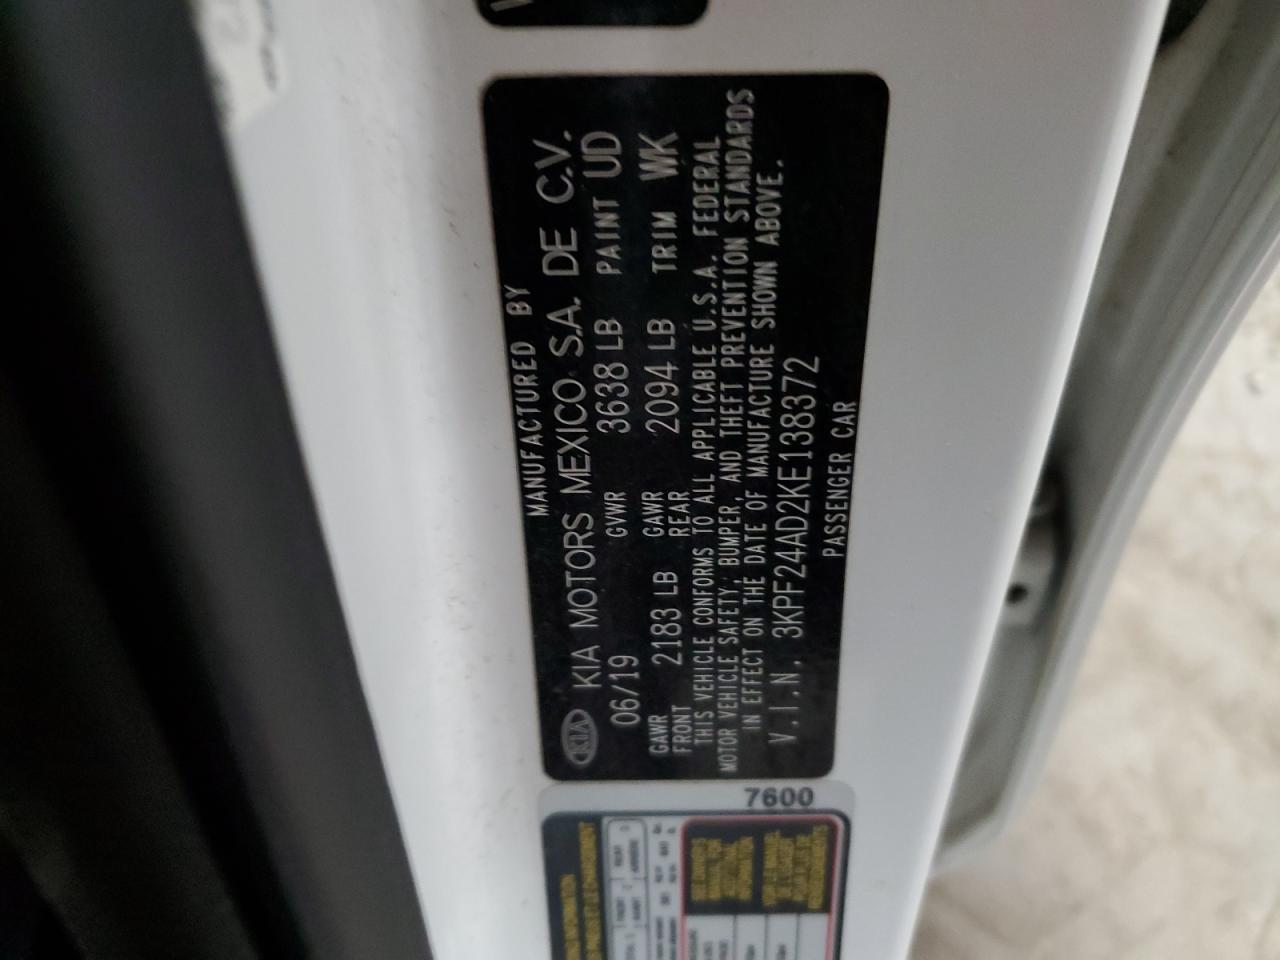 MANUFACTURED BY
KIA KIA MOTORS MEXICO S.A. DE C.V.
06/19 GVWR 3638 LB PAINT UD
GAWR FRONT 2183 LB GAWR REAR 2094 LB TRIM WK
THIS VEHICLE CONFORMS TO ALL APPLICABLE U.S.A. FEDERAL
MOTOR VEHICLE SAFETY, BUMPER, AND THEFT PREVENTION STANDARDS
IN EFFECT ON THE DATE OF MANUFACTURE SHOWN ABOVE.
V.I.N. 3KPF24AD2KE138372
PASSENGER CAR
7600